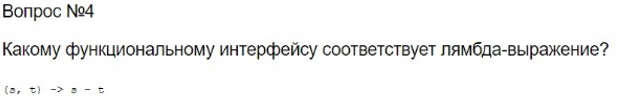 Вопрос №4
Какому функциональному интерфейсу соответствует лямбда-выражение?
(s, t) -> s - t